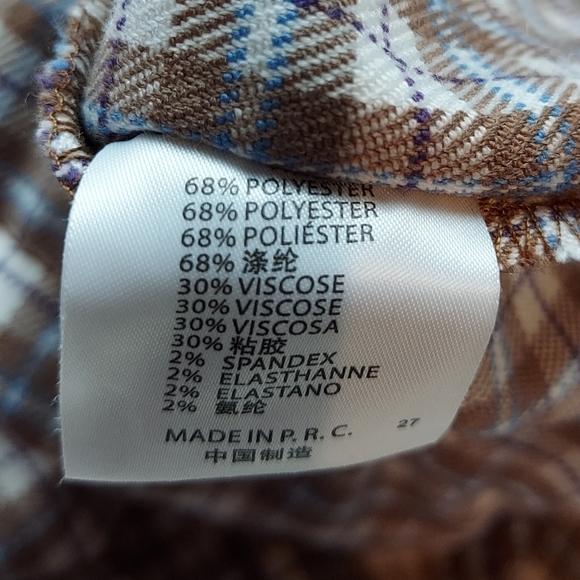 68% POLYESTER
68% POLYESTER
68% POLIÉSTER
68% 涤纶
30% VISCOSE
30% VISCOSE
30% VISCOSA
30% 粘胶
2% SPANDEX
2% ELASTHANNE
2% ELASTANO
2% 氨纶
MADE IN P. R. C. 27
中国制造